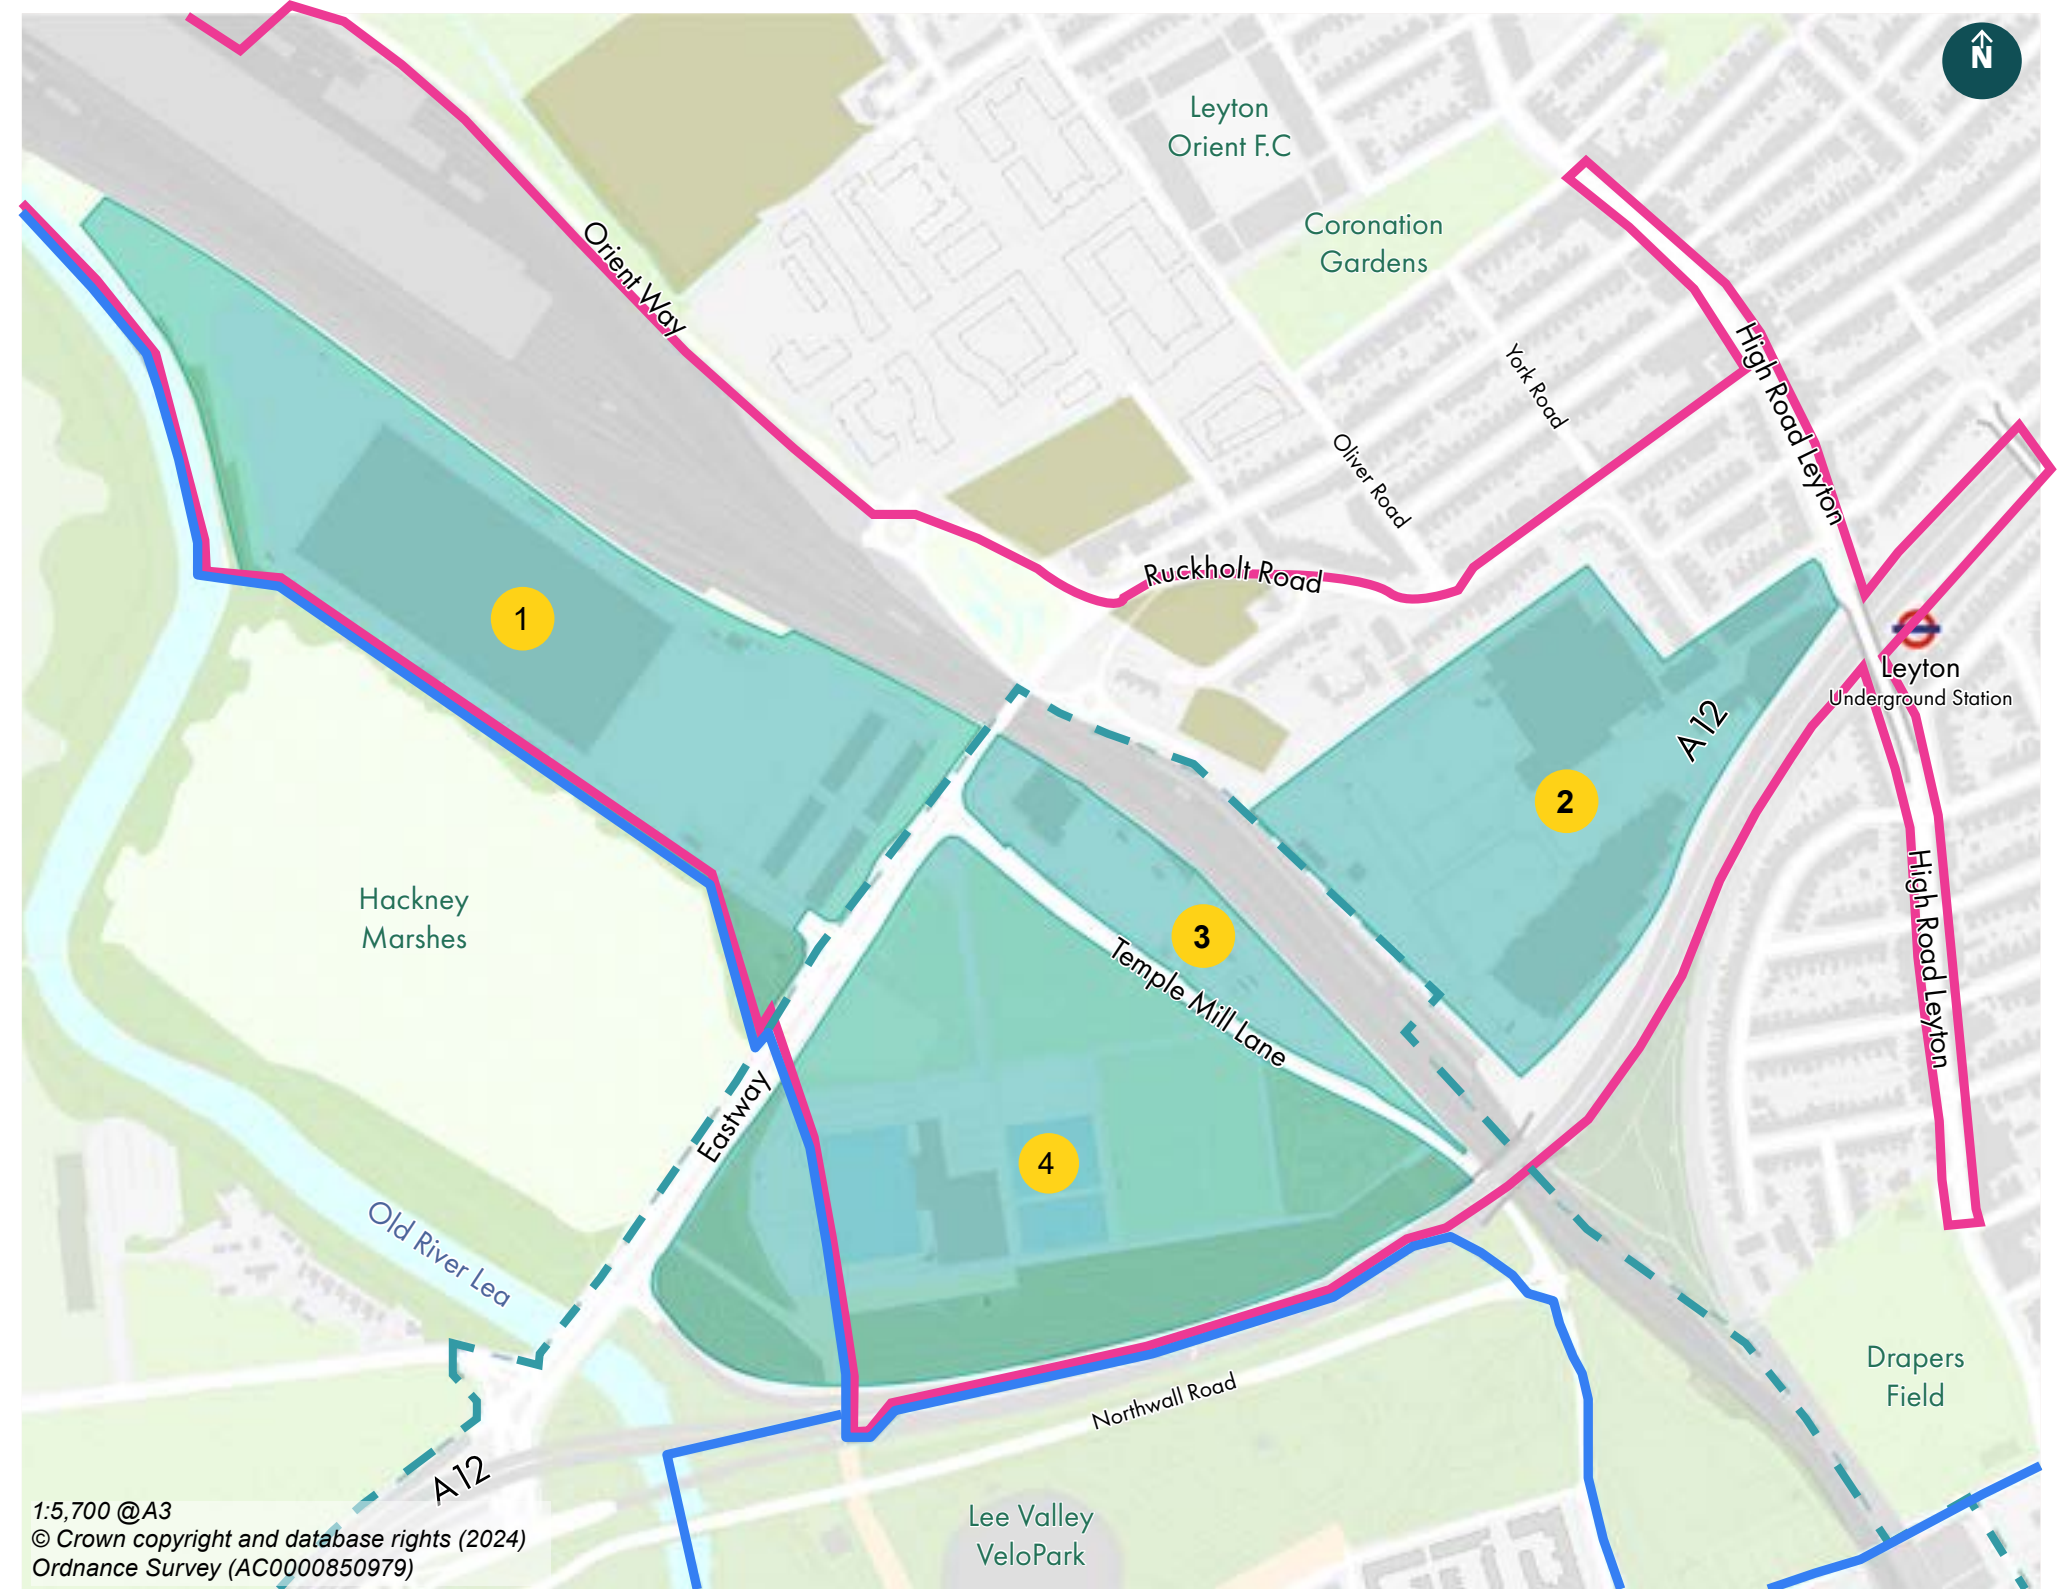 N
Leyton
Orient F.C
Coronation
Gardens
Orient Way
High Road Leyton
York Road
Oliver Road
Ruckholt Road
1
Leyton
Underground Station
A12
2
Hackney
Marshes
3
Temple Mill Lane
High Road Leyton
Eastway
4
Old River Lea
Drapers
Field
Northwall Road
A12
Lee Valley
VeloPark
1:5,700 @A3
© Crown copyright and database rights (2024)
Ordnance Survey (AC0000850979)